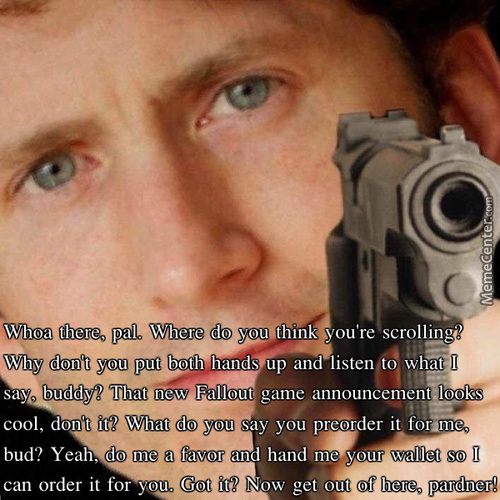 Whoa there, pal. Where do you think you're scrolling?
Why don't you put both hands up and listen to what I
say, buddy? That new Fallout game announcement looks
cool, don't it? What do you say you preorder it for me,
bud? Yeah, do me a favor and hand me your wallet so I
can order it for you. Got it? Now get out of here, pardner!
MemeCenter.com